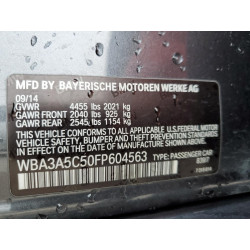 MFD BY BAYERISCHE MOTOREN WERKE AG
09/14
GVWR 4455 lbs 2021 kg
GAWR FRONT 2040 lbs 925 kg
GAWR REAR 2545 lbs 1154 kg
THIS VEHICLE CONFORMS TO ALL APPLICABLE U.S. FEDERAL MOTOR
VEHICLE SAFETY, BUMPER, AND THEFT PREVENTION STANDARDS
IN EFFECT ON THE DATE OF MANUFACTURE SHOWN ABOVE.
WBA3A5C50FP604563 TYPE: PASSENGER CAR